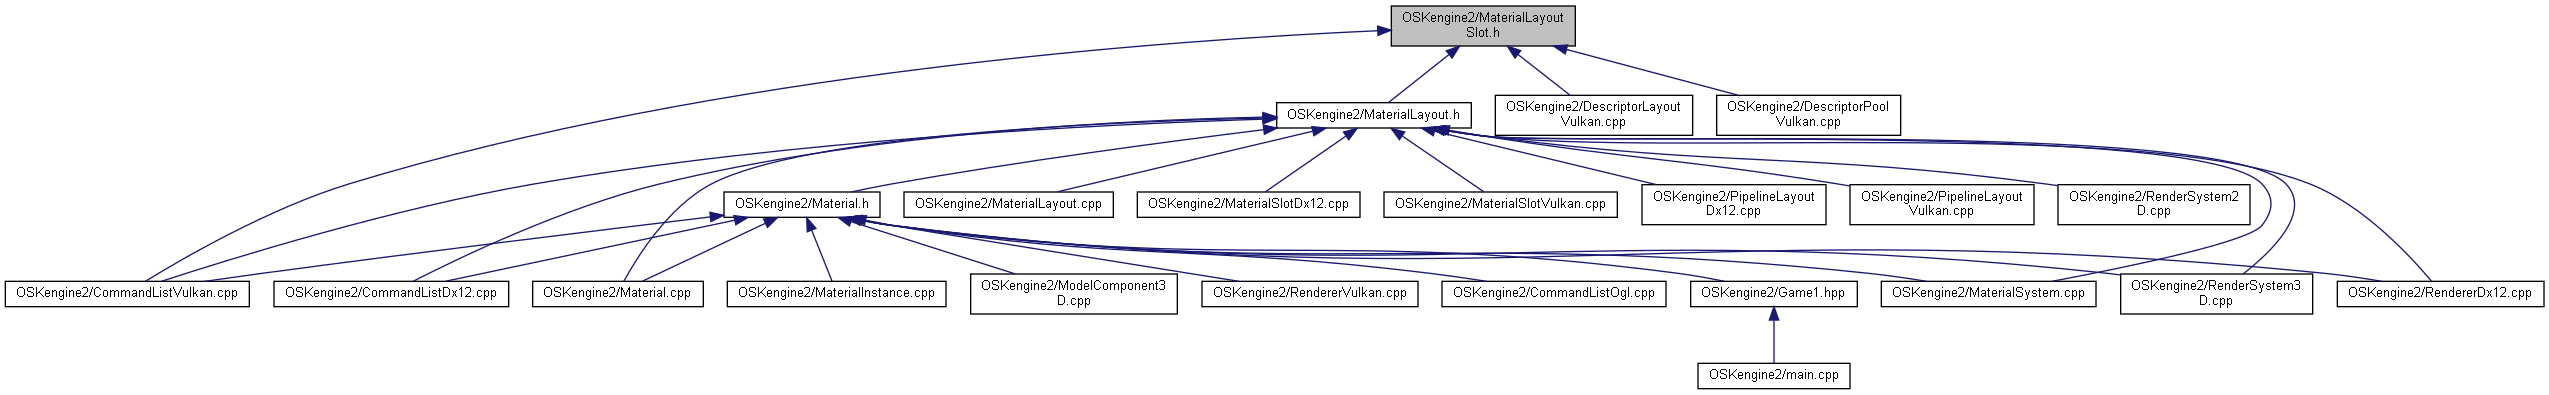 OSKengine2/MaterialLayout
Slot.h
OSKengine2/MaterialLayout.h
OSKengine2/DescriptorLayout
Vulkan.cpp
OSKengine2/DescriptorPool
Vulkan.cpp
OSKengine2/Material.h
OSKengine2/MaterialLayout.cpp
OSKengine2/MaterialSlotDx12.cpp
OSKengine2/MaterialSlotVulkan.cpp
OSKengine2/PipelineLayout
Dx12.cpp
OSKengine2/PipelineLayout
Vulkan.cpp
OSKengine2/RenderSystem2
D.cpp
OSKengine2/CommandListVulkan.cpp
OSKengine2/CommandListDx12.cpp
OSKengine2/Material.cpp
OSKengine2/MaterialInstance.cpp
OSKengine2/ModelComponent3
D.cpp
OSKengine2/RendererVulkan.cpp
OSKengine2/CommandListOgl.cpp
OSKengine2/Game1.hpp
OSKengine2/MaterialSystem.cpp
OSKengine2/RenderSystem3
D.cpp
OSKengine2/RendererDx12.cpp
OSKengine2/main.cpp